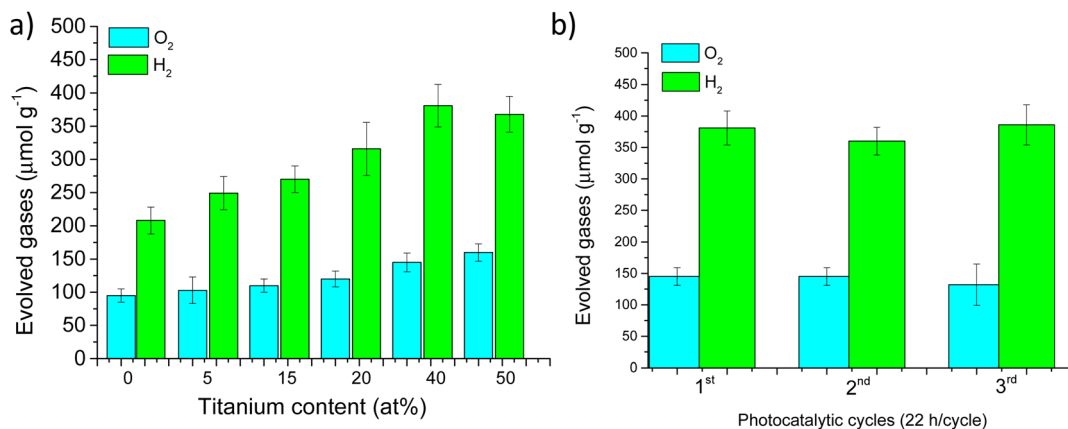 a)
O₂
H₂
500
450
400
350
300
250
200
150
100
50
0
Evolved gases (µmol g⁻¹)
0 5 15 20 40 50
Titanium content (at%)
b)
O₂
H₂
500
450
400
350
300
250
200
150
100
50
0
Evolved gases (µmol g⁻¹)
1ˢᵗ 2ⁿᵈ 3ʳᵈ
Photocatalytic cycles (22 h/cycle)